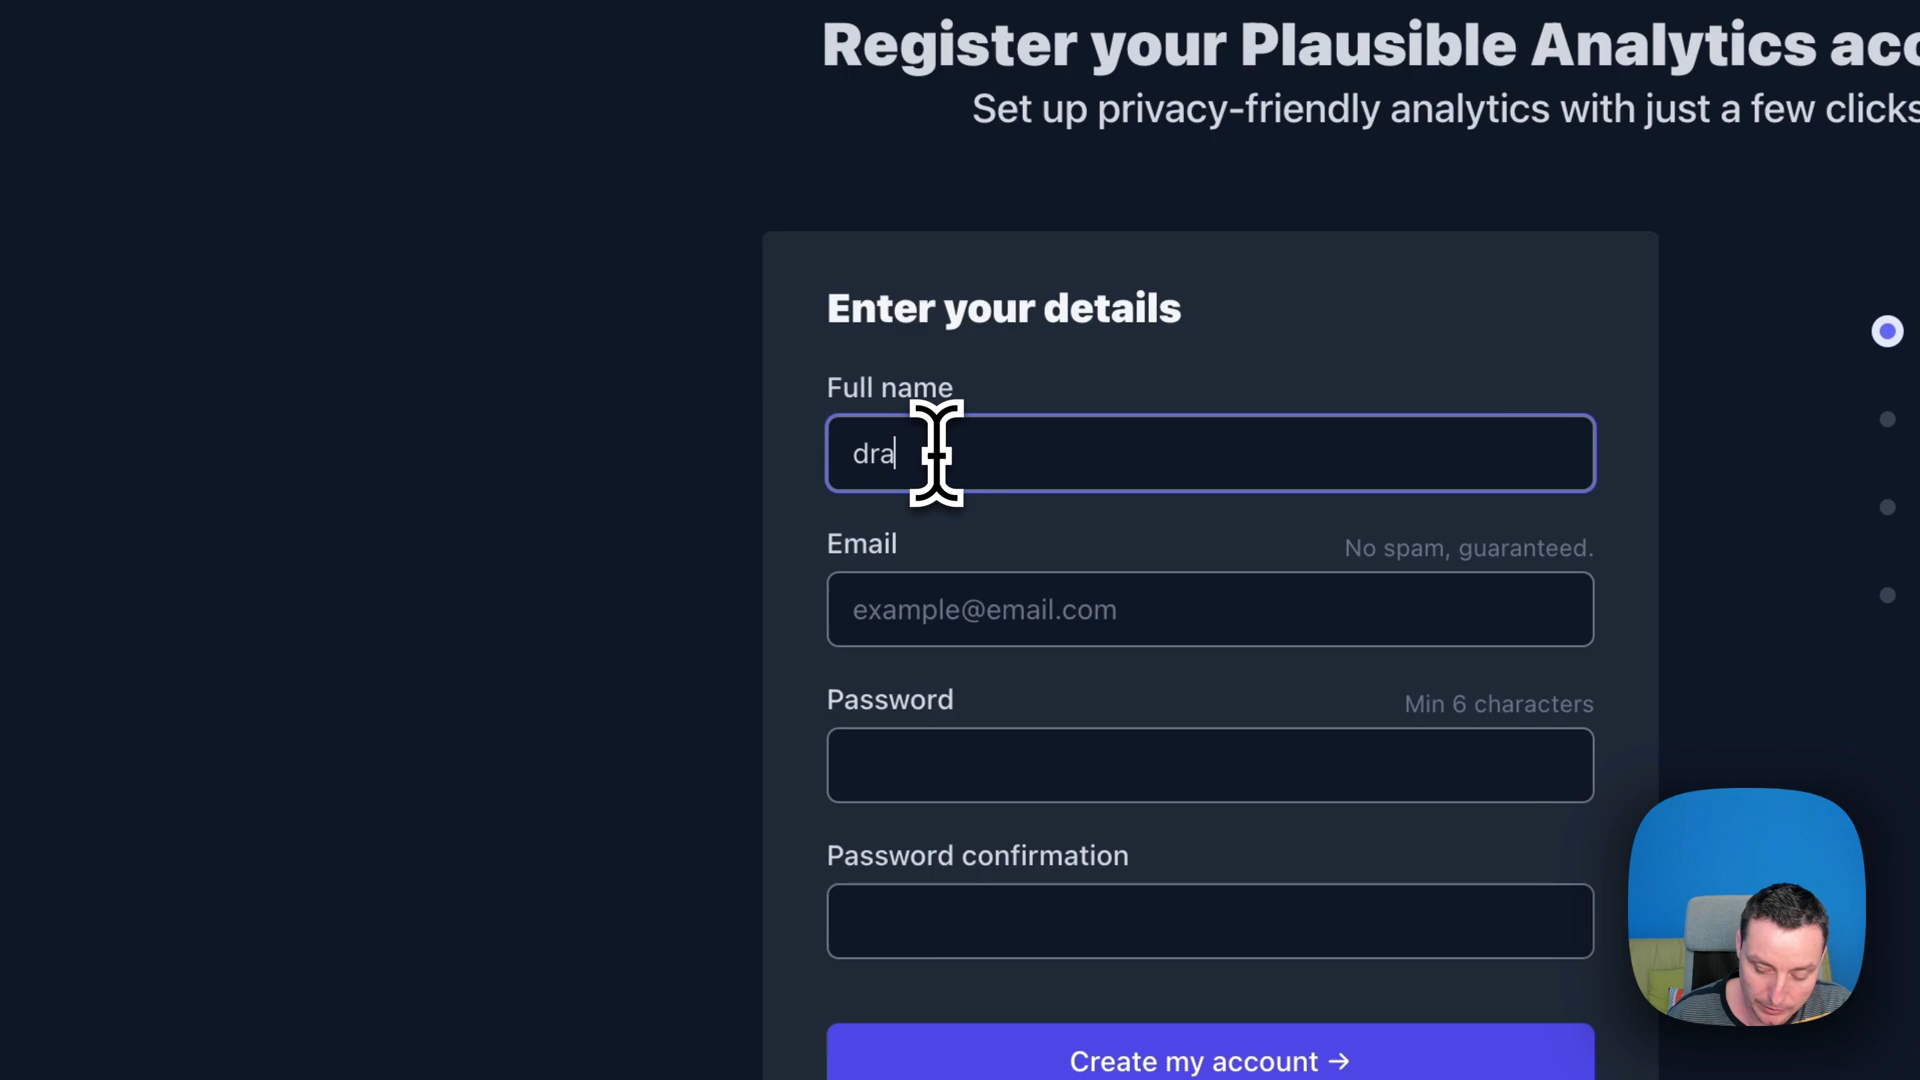 Register your Plausible Analytics acc
Set up privacy-friendly analytics with just a few clicks
Enter your details
Full name
dra
Email
No spam, guaranteed.
example@email.com
Password
Min 6 characters
Password confirmation
Create my account →